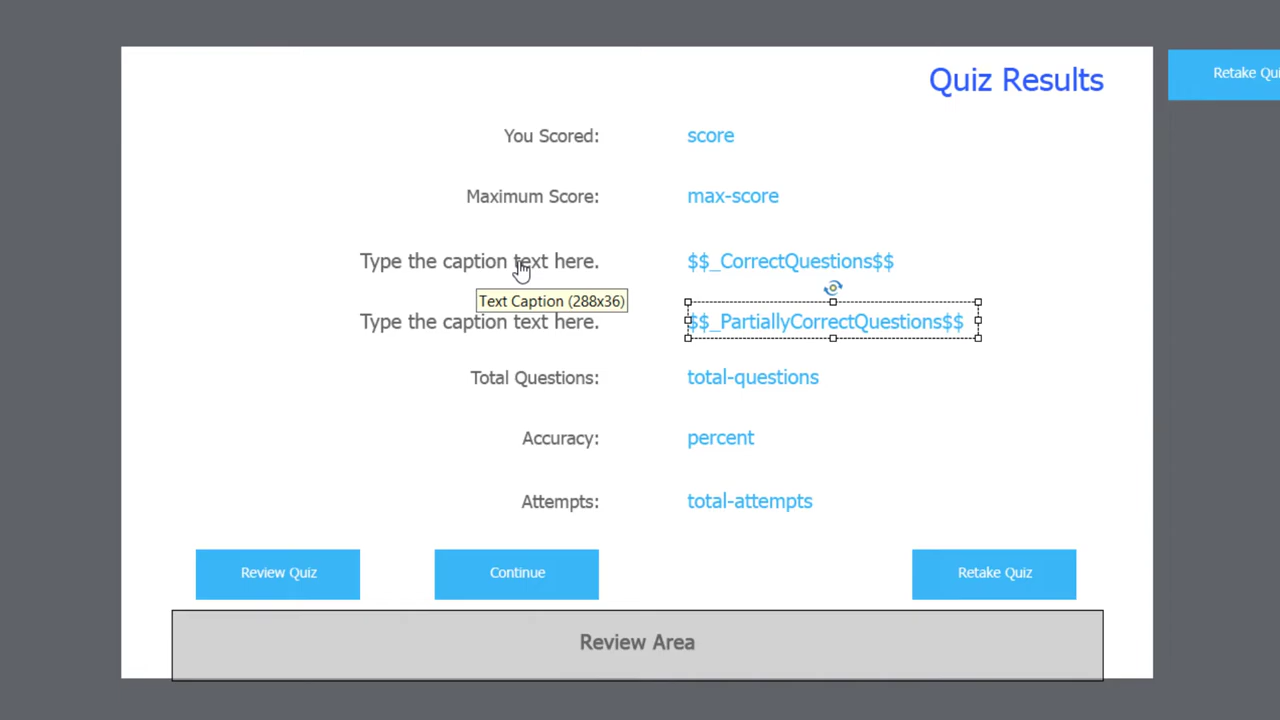 Quiz Results
Retake Qui
You Scored: score
Maximum Score: max-score
Type the caption text here. $$_CorrectQuestions$$
Text Caption (288x36)
Type the caption text here. $$_PartiallyCorrectQuestions$$
Total Questions: total-questions
Accuracy: percent
Attempts: total-attempts
Review Quiz Continue Retake Quiz
Review Area